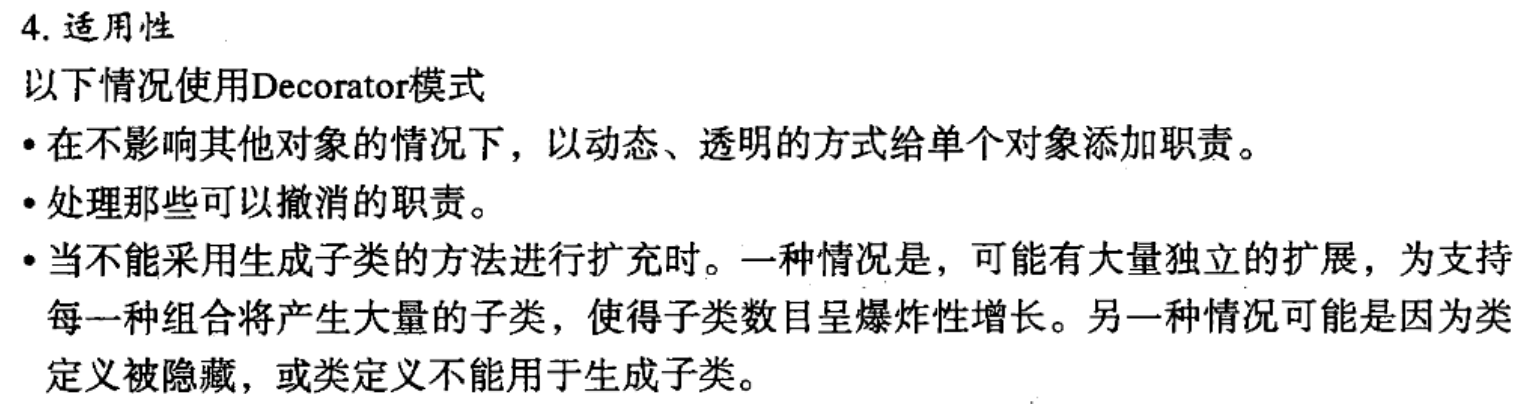 4. 适用性
以下情况使用Decorator模式
• 在不影响其他对象的情况下，以动态、透明的方式给单个对象添加职责。
• 处理那些可以撤消的职责。
• 当不能采用生成子类的方法进行扩充时。一种情况是，可能有大量独立的扩展，为支持
每一种组合将产生大量的子类，使得子类数目呈爆炸性增长。另一种情况可能是因为类
定义被隐藏，或类定义不能用于生成子类。